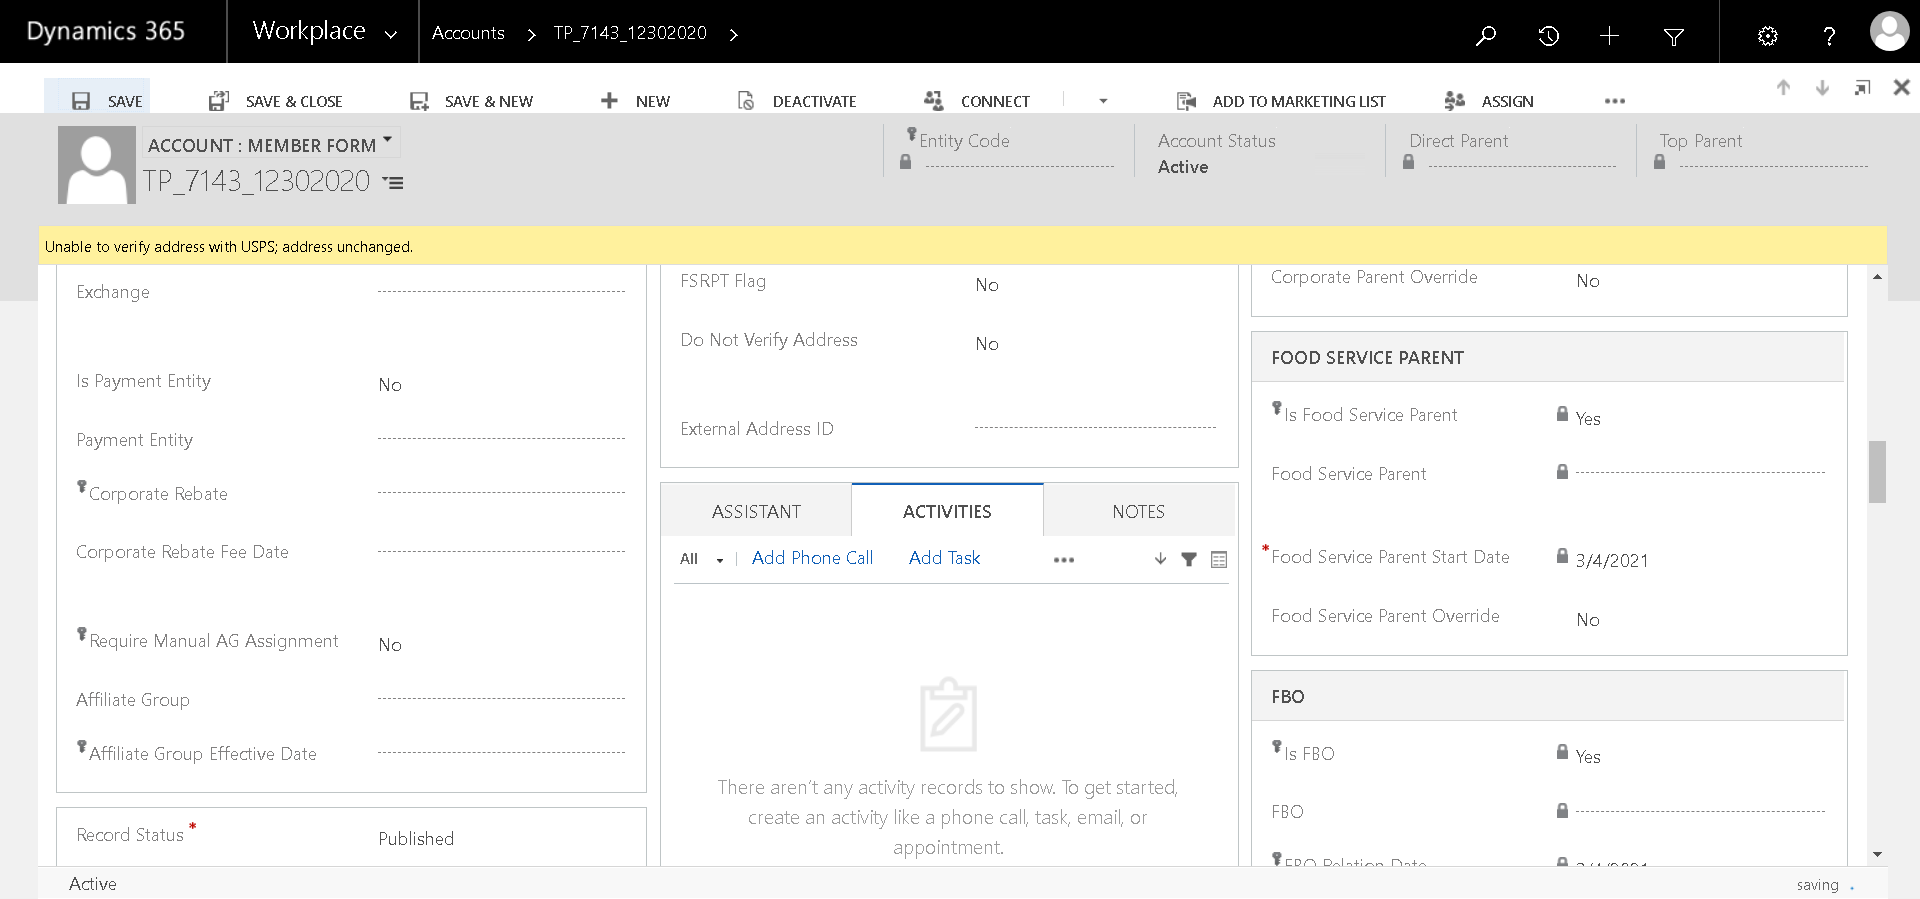 Dynamics 365
Workplace
Accounts
TP_7143_12302020
SAVE
SAVE & CLOSE
SAVE & NEW
NEW
DEACTIVATE
CONNECT
ADD TO MARKETING LIST
ASSIGN
ACCOUNT : MEMBER FORM
TP_7143_12302020
Entity Code
Account Status
Active
Direct Parent
Top Parent
Unable to verify address with USPS; address unchanged.
Exchange
Is Payment Entity
No
Payment Entity
Corporate Rebate
Corporate Rebate Fee Date
Require Manual AG Assignment
No
Affiliate Group
Affiliate Group Effective Date
Record Status *
Published
FSRPT Flag
No
Do Not Verify Address
No
External Address ID
ASSISTANT
ACTIVITIES
NOTES
All
Add Phone Call
Add Task
There aren't any activity records to show. To get started,
create an activity like a phone call, task, email, or
appointment.
Corporate Parent Override
No
FOOD SERVICE PARENT
Is Food Service Parent
Yes
Food Service Parent
* Food Service Parent Start Date
3/4/2021
Food Service Parent Override
No
FBO
Is FBO
Yes
FBO
FBO Relation Date
3/4/2021
Active
saving